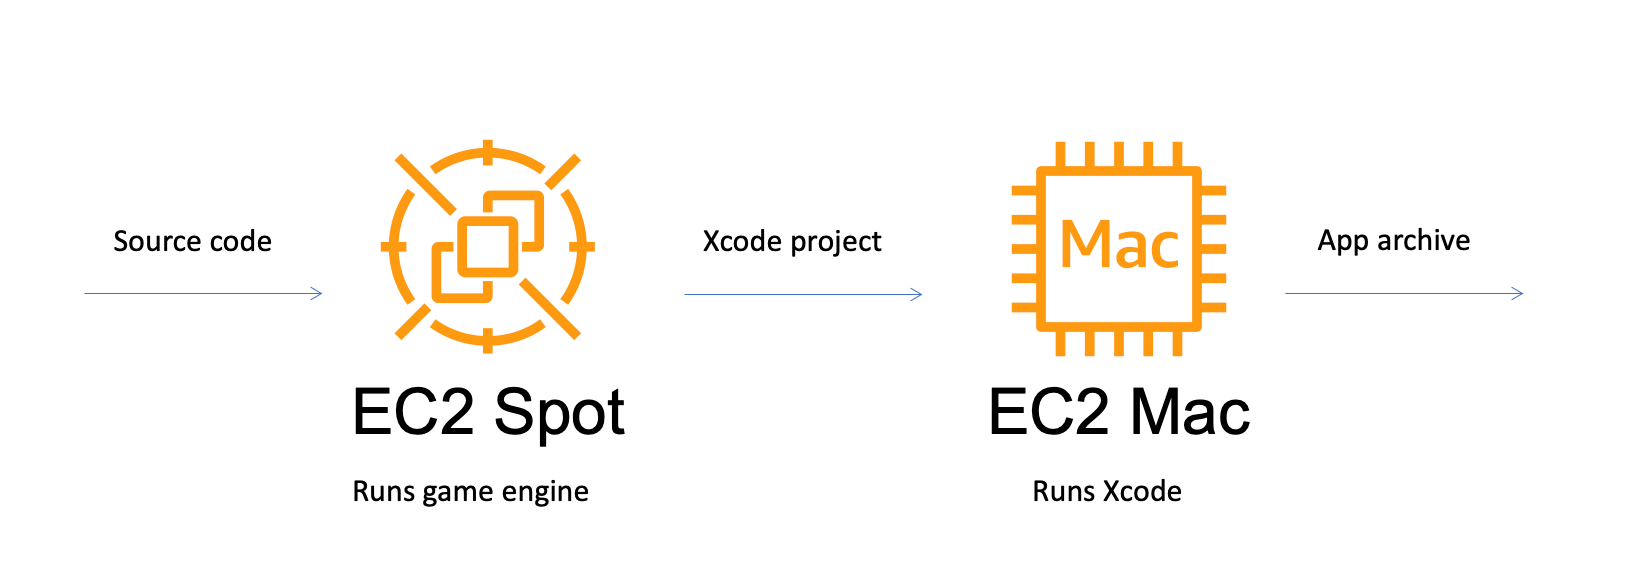 Source code
Xcode project
Mac
App archive
EC2 Spot
EC2 Mac
Runs game engine
Runs Xcode